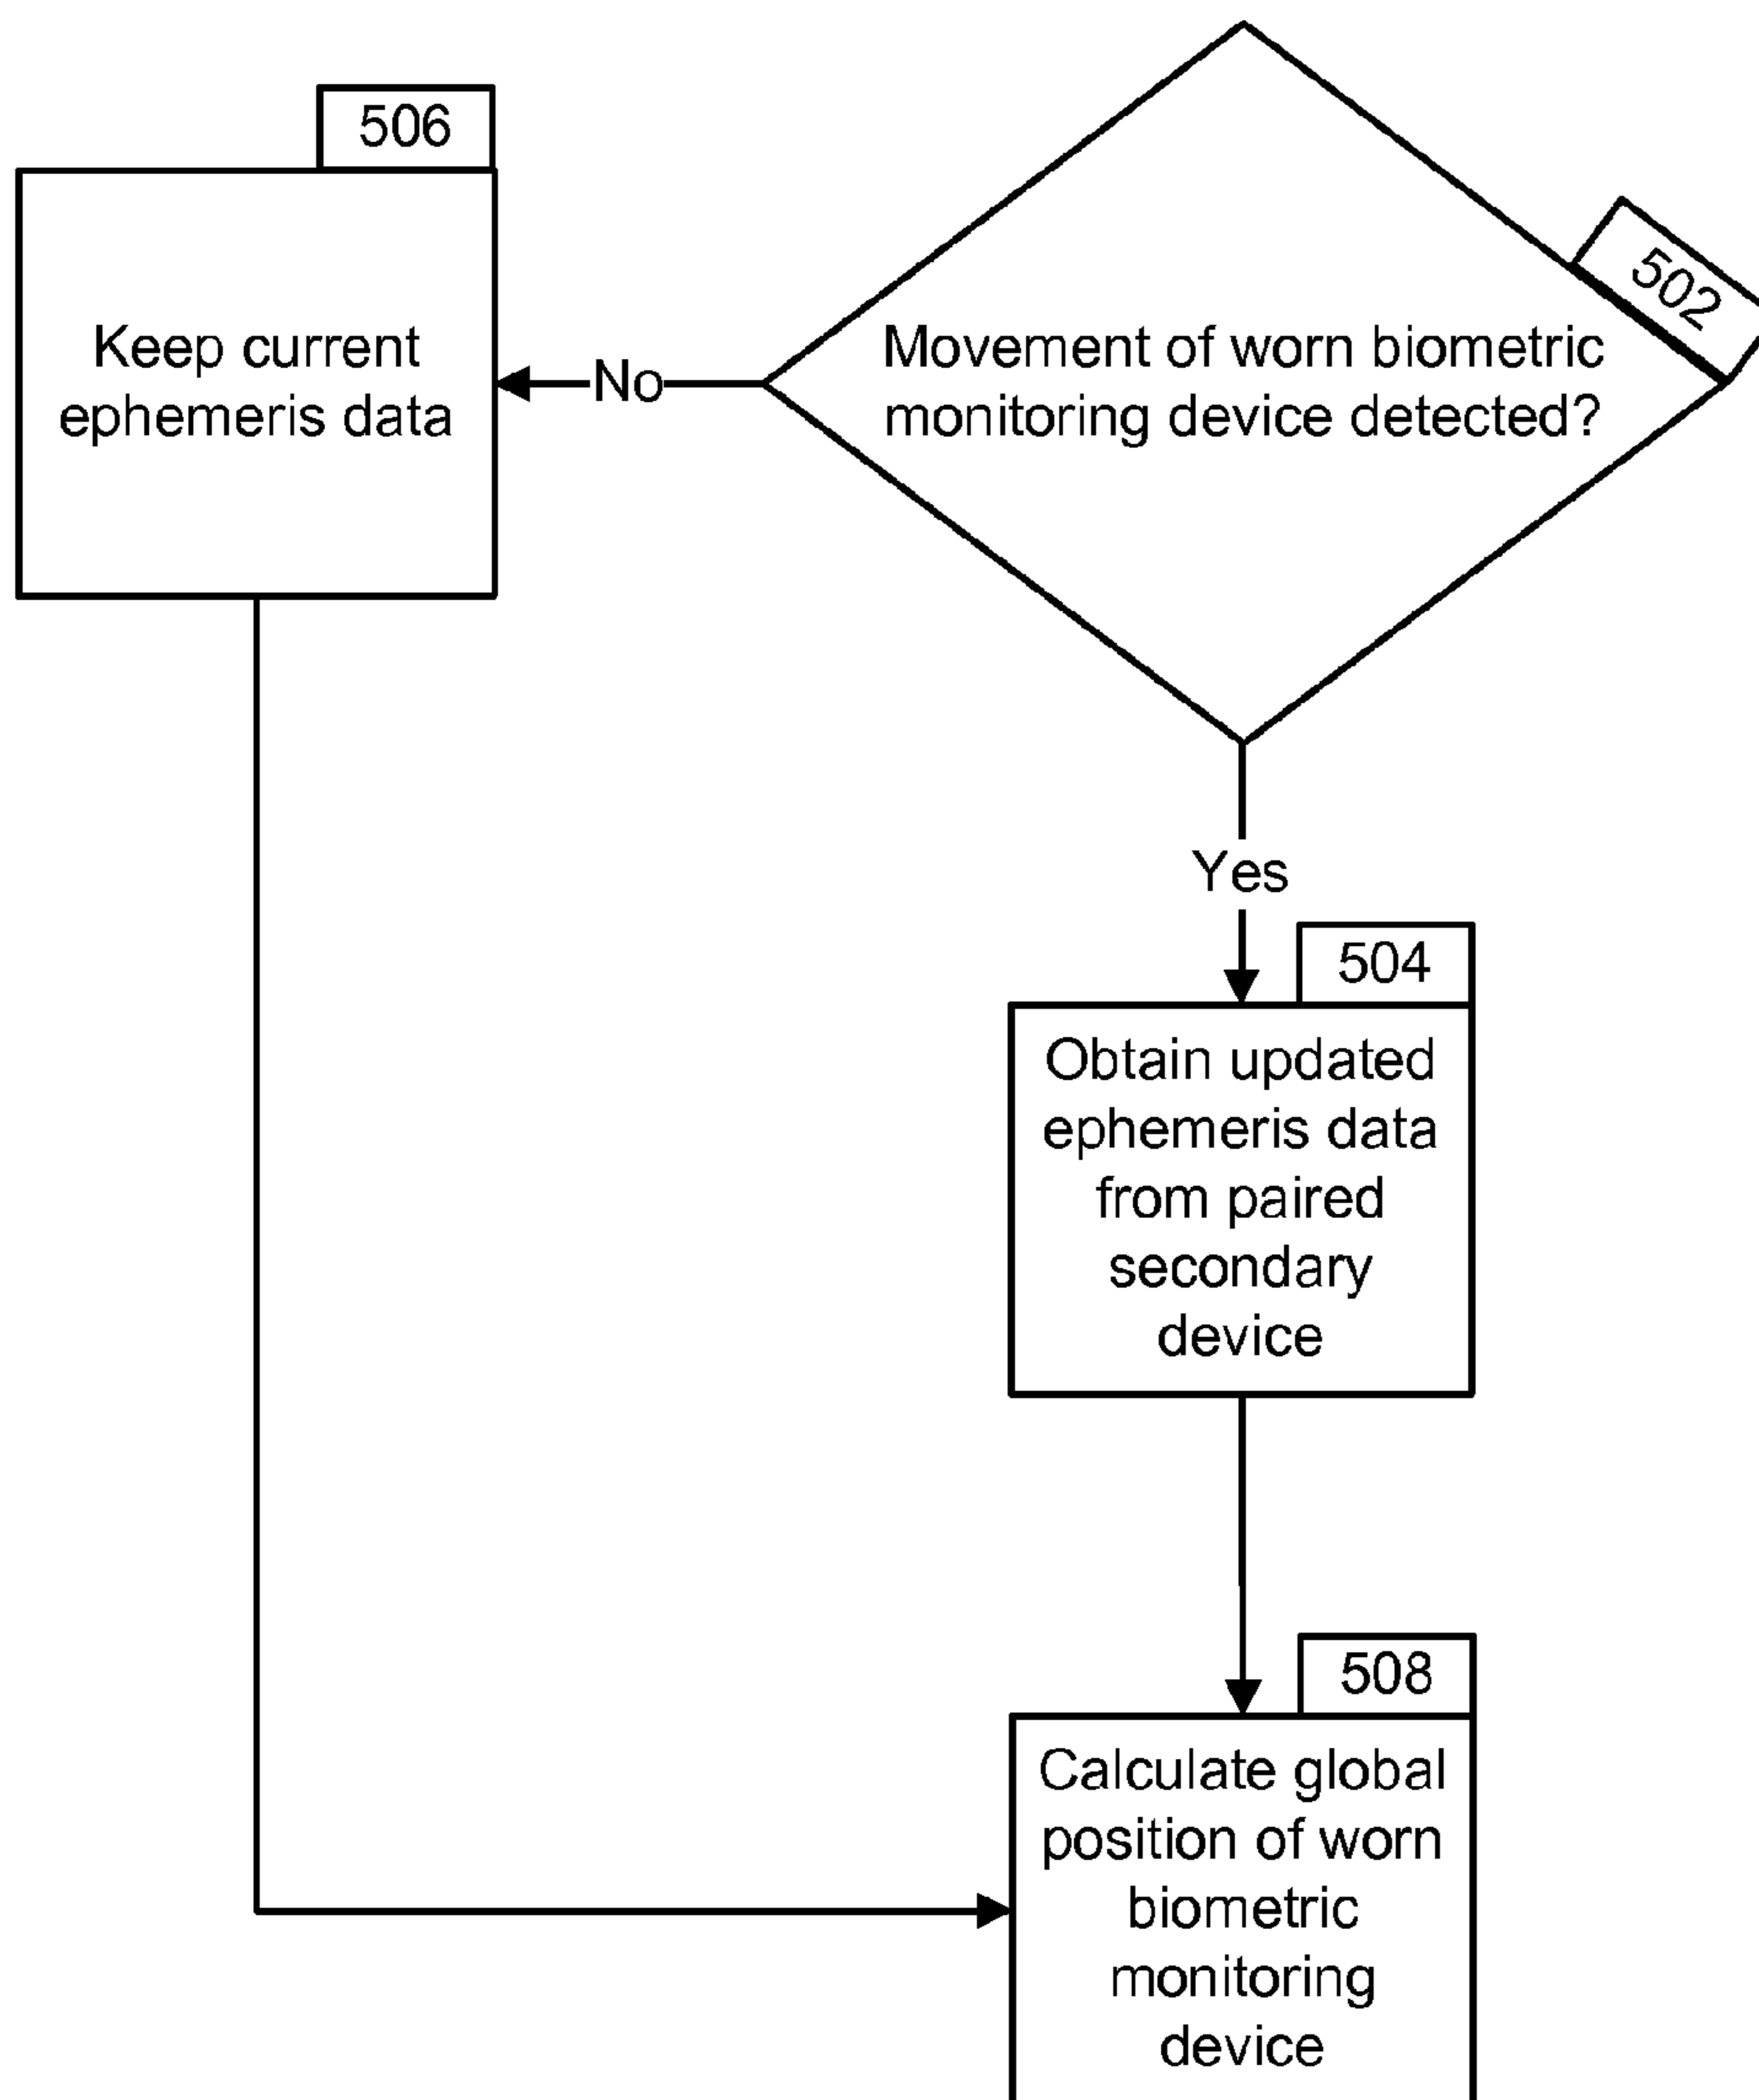 502
Movement of worn biometric
monitoring device detected?
No
506
Keep current
ephemeris data
Yes
504
Obtain updated
ephemeris data
from paired
secondary
device
508
Calculate global
position of worn
biometric
monitoring
device